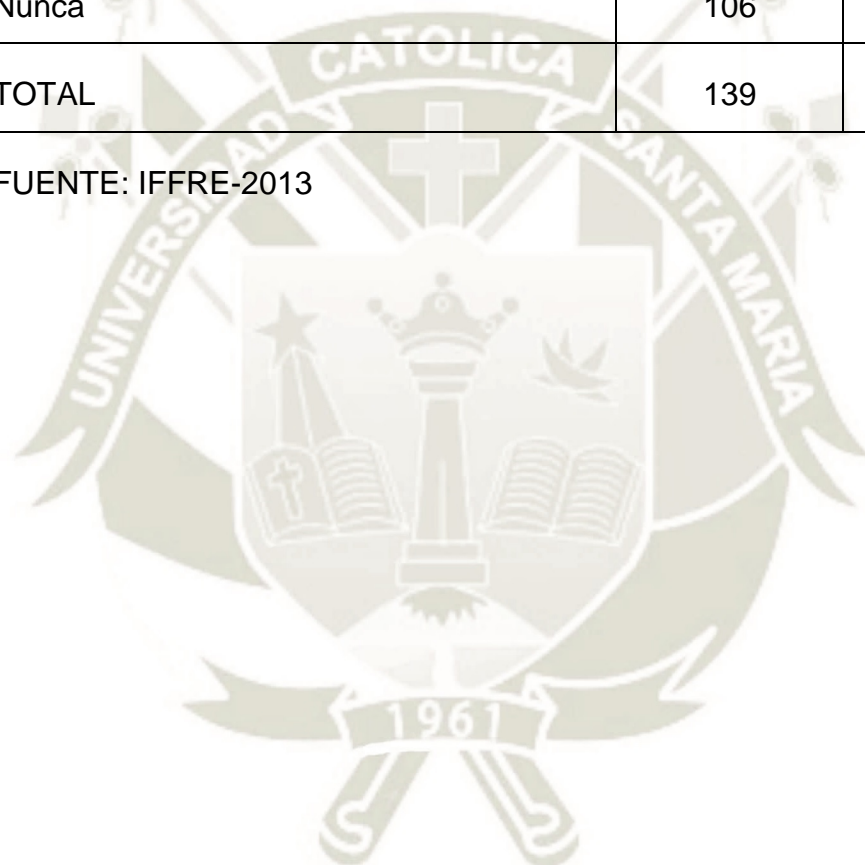 Nunca 106
TOTAL 139
FUENTE: IFFRE-2013
UNIVERSIDAD CATOLICA SANTA MARIA
1961